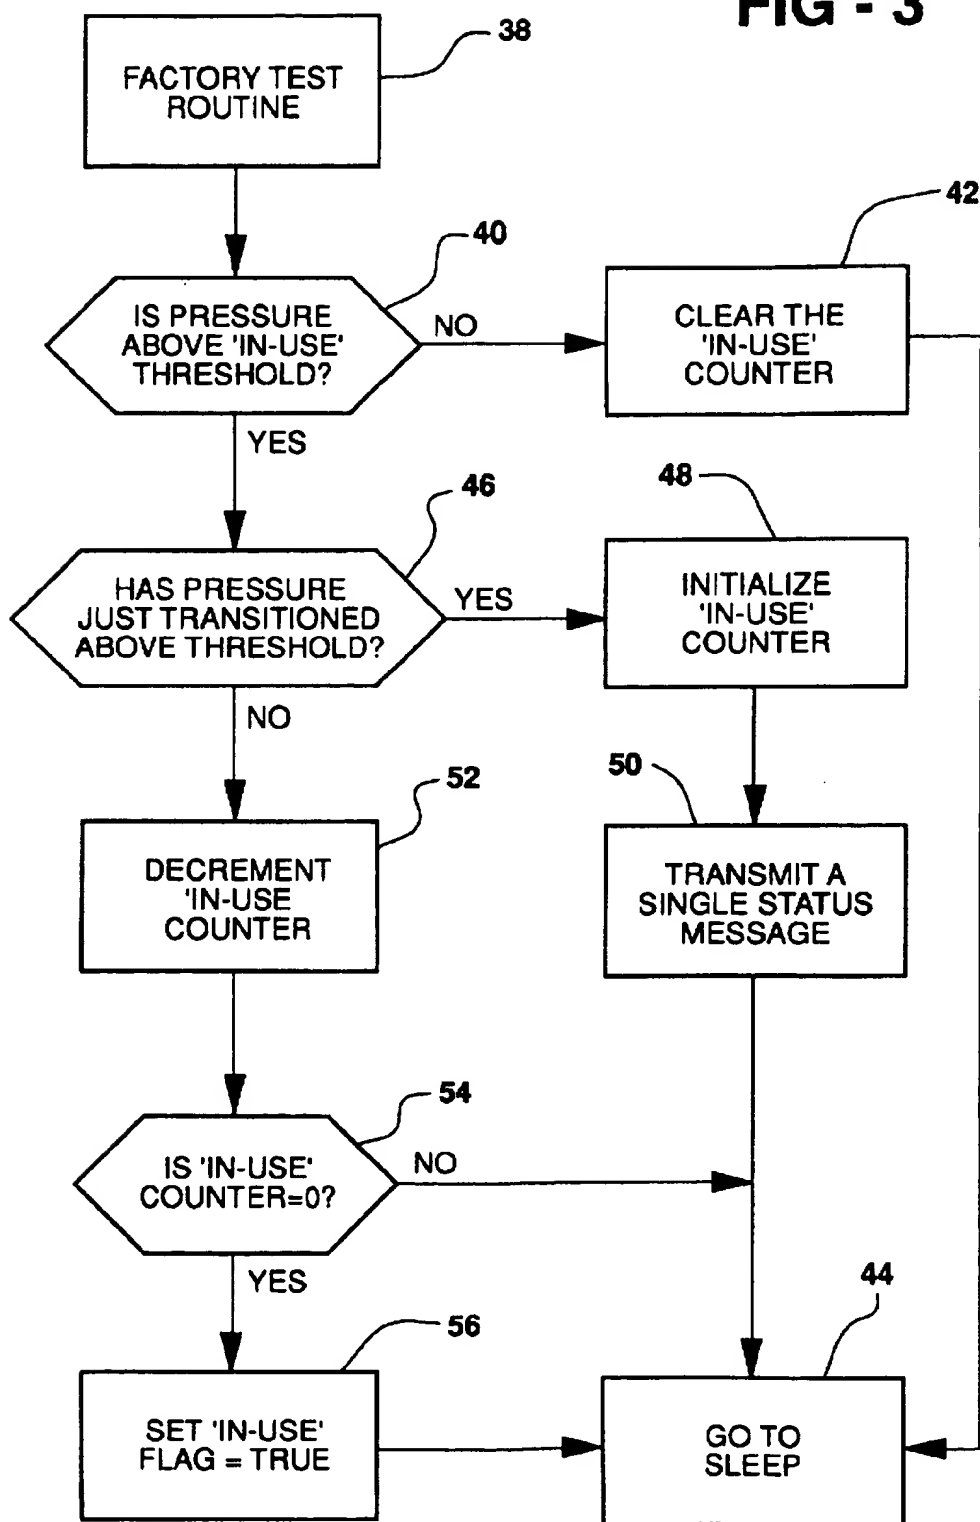 FIG - 3
38
FACTORY TEST
ROUTINE
40
42
IS PRESSURE
ABOVE 'IN-USE'
THRESHOLD?
NO
CLEAR THE
'IN-USE'
COUNTER
YES
46
48
HAS PRESSURE
JUST TRANSITIONED
ABOVE THRESHOLD?
YES
INITIALIZE
'IN-USE'
COUNTER
NO
52
50
DECREMENT
'IN-USE
COUNTER
TRANSMIT A
SINGLE STATUS
MESSAGE
54
IS 'IN-USE'
COUNTER=0?
NO
YES
44
56
SET 'IN-USE'
FLAG = TRUE
GO TO
SLEEP